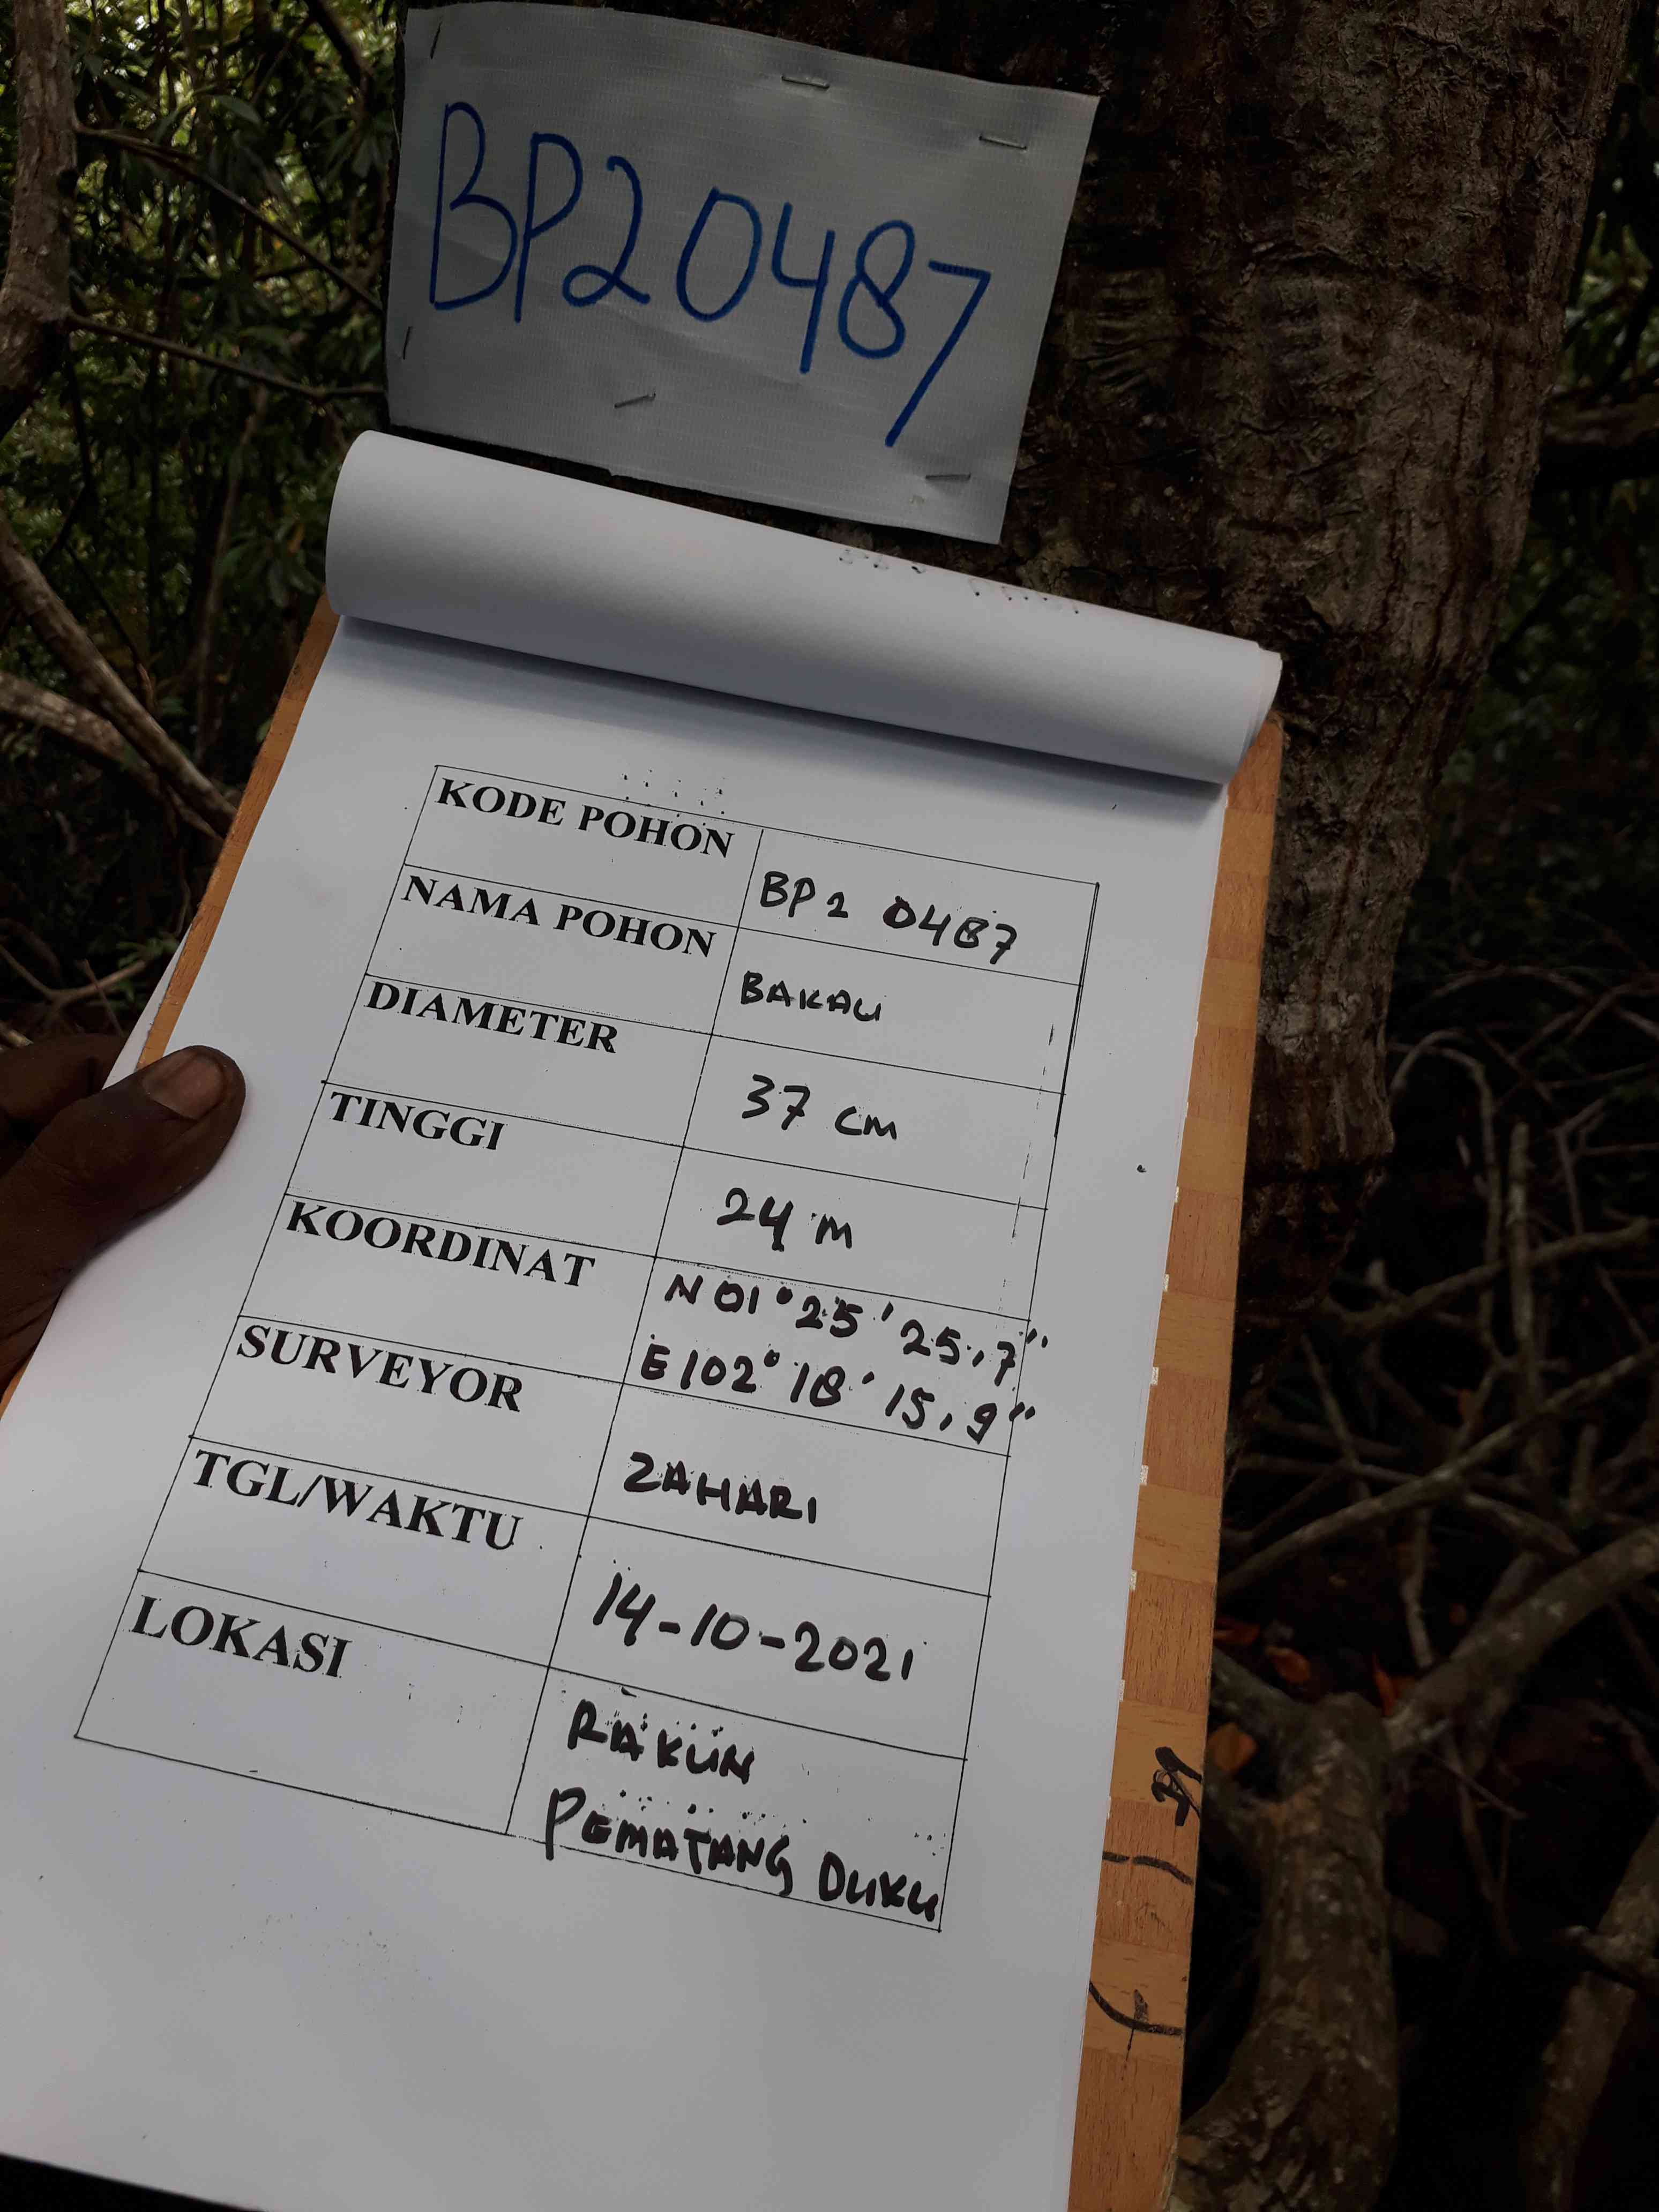 BP20487
KODE POHON BP2 0487
NAMA POHON BAKAU
DIAMETER 37 cm
TINGGI 24 m
KOORDINAT N 01° 25' 25,7"
E 102° 18' 15,9"
SURVEYOR ZAHARI
TGL/WAKTU 14-10-2021
LOKASI RAKUN
PEMATANG DUKU